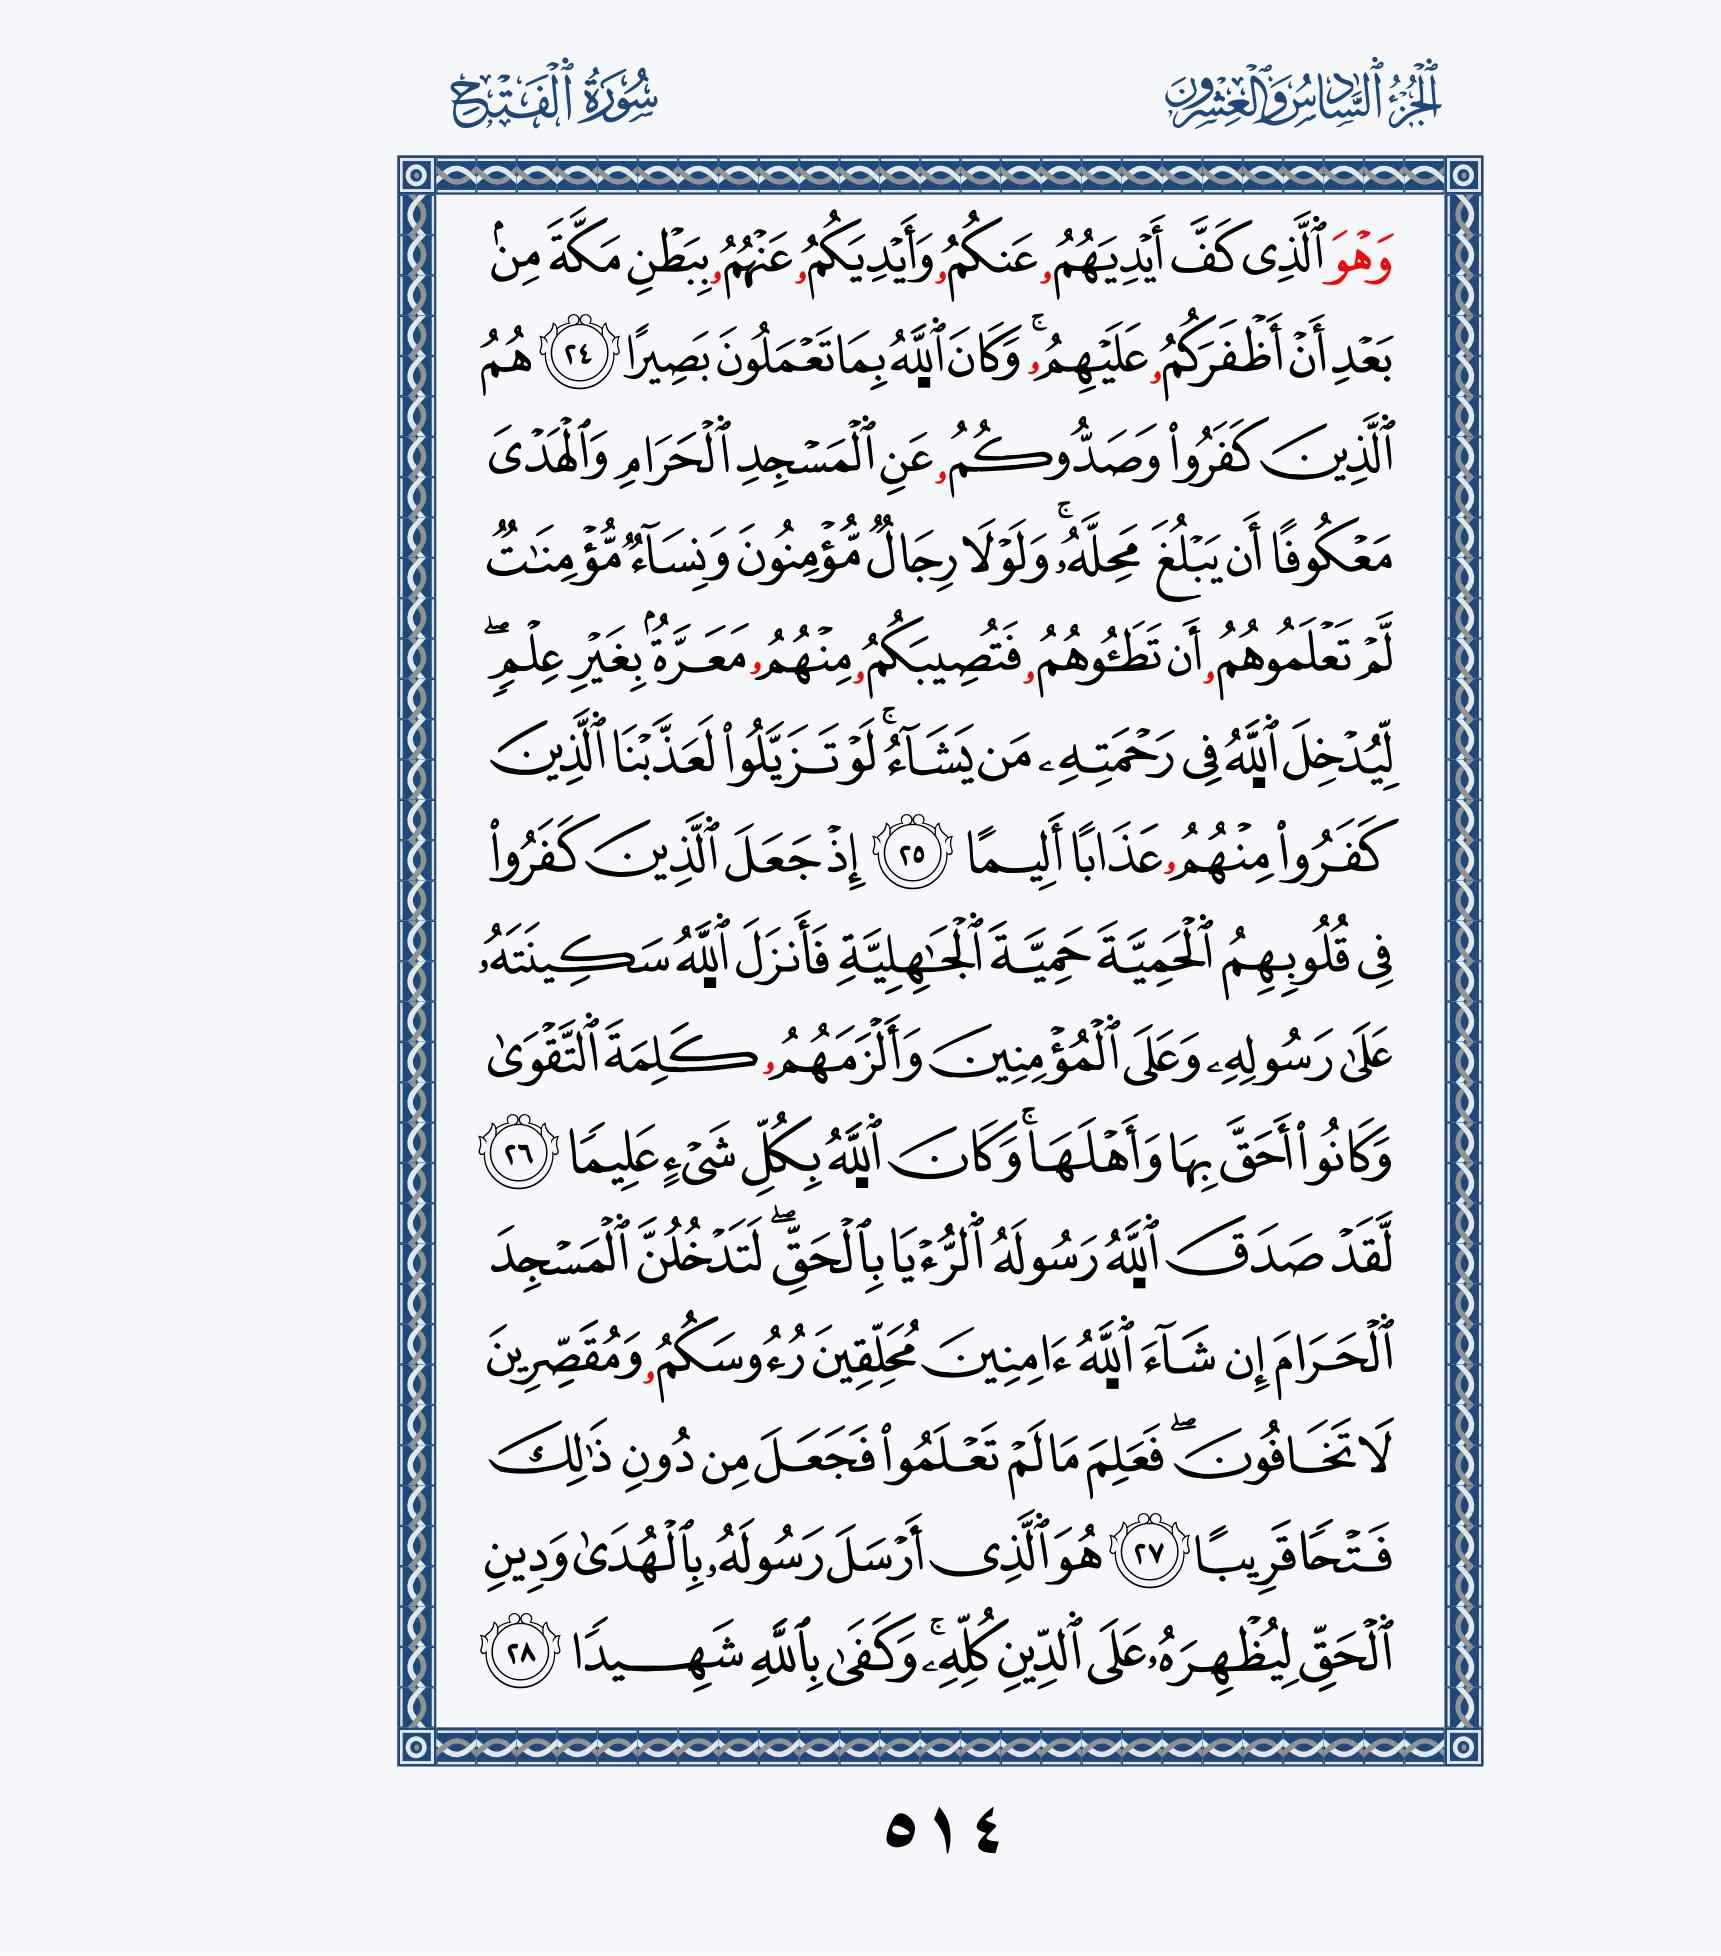 الجُزْءُ ٱلسَّادِسُ وَٱلْعِشْرُونَ
سُورَةُ ٱلْفَتْحِ
وَهْوَ ٱلَّذِى كَفَّ أَيْدِيَهُمُۥ عَنكُمُۥ وَأَيْدِيَكُمُۥ عَنْهُمُۥ بِبَطْنِ مَكَّةَ مِنۢ
بَعْدِ أَنْ أَظْفَرَكُمُۥ عَلَيْهِمُۥۚ وَكَانَ ٱللَّهُ بِمَا تَعْمَلُونَ بَصِيرًا ٢٤ هُمُ
ٱلَّذِينَ كَفَرُوا۟ وَصَدُّوكُمُۥ عَنِ ٱلْمَسْجِدِ ٱلْحَرَامِ وَٱلْهَدْىَ
مَعْكُوفًا أَن يَبْلُغَ مَحِلَّهُۥۚ وَلَوْلَا رِجَالٌ مُّؤْمِنُونَ وَنِسَآءٌ مُّؤْمِنَٰتٌ
لَّمْ تَعْلَمُوهُمُۥ أَن تَطَـُٔوهُمُۥ فَتُصِيبَكُمُۥ مِنْهُمُۥ مَعَرَّةٌۢ بِغَيْرِ عِلْمٍۖ
لِّيُدْخِلَ ٱللَّهُ فِى رَحْمَتِهِۦ مَن يَشَآءُۚ لَوْ تَزَيَّلُوا۟ لَعَذَّبْنَا ٱلَّذِينَ
كَفَرُوا۟ مِنْهُمُۥ عَذَابًا أَلِيمًا ٢٥ إِذْ جَعَلَ ٱلَّذِينَ كَفَرُوا۟
فِى قُلُوبِهِمُ ٱلْحَمِيَّةَ حَمِيَّةَ ٱلْجَٰهِلِيَّةِ فَأَنزَلَ ٱللَّهُ سَكِينَتَهُۥ
عَلَىٰ رَسُولِهِۦ وَعَلَى ٱلْمُؤْمِنِينَ وَأَلْزَمَهُمُۥ كَلِمَةَ ٱلتَّقْوَىٰ
وَكَانُوٓا۟ أَحَقَّ بِهَا وَأَهْلَهَاۚ وَكَانَ ٱللَّهُ بِكُلِّ شَىْءٍ عَلِيمًا ٢٦
لَّقَدْ صَدَقَ ٱللَّهُ رَسُولَهُ ٱلرُّءْيَا بِٱلْحَقِّۖ لَتَدْخُلُنَّ ٱلْمَسْجِدَ
ٱلْحَرَامَ إِن شَآءَ ٱللَّهُ ءَامِنِينَ مُحَلِّقِينَ رُءُوسَكُمُۥ وَمُقَصِّرِينَ
لَا تَخَافُونَۖ فَعَلِمَ مَا لَمْ تَعْلَمُوا۟ فَجَعَلَ مِن دُونِ ذَٰلِكَ
فَتْحًا قَرِيبًا ٢٧ هُوَ ٱلَّذِى أَرْسَلَ رَسُولَهُۥ بِٱلْهُدَىٰ وَدِينِ
ٱلْحَقِّ لِيُظْهِرَهُۥ عَلَى ٱلدِّينِ كُلِّهِۦۚ وَكَفَىٰ بِٱللَّهِ شَهِيدًا ٢٨
٥١٤